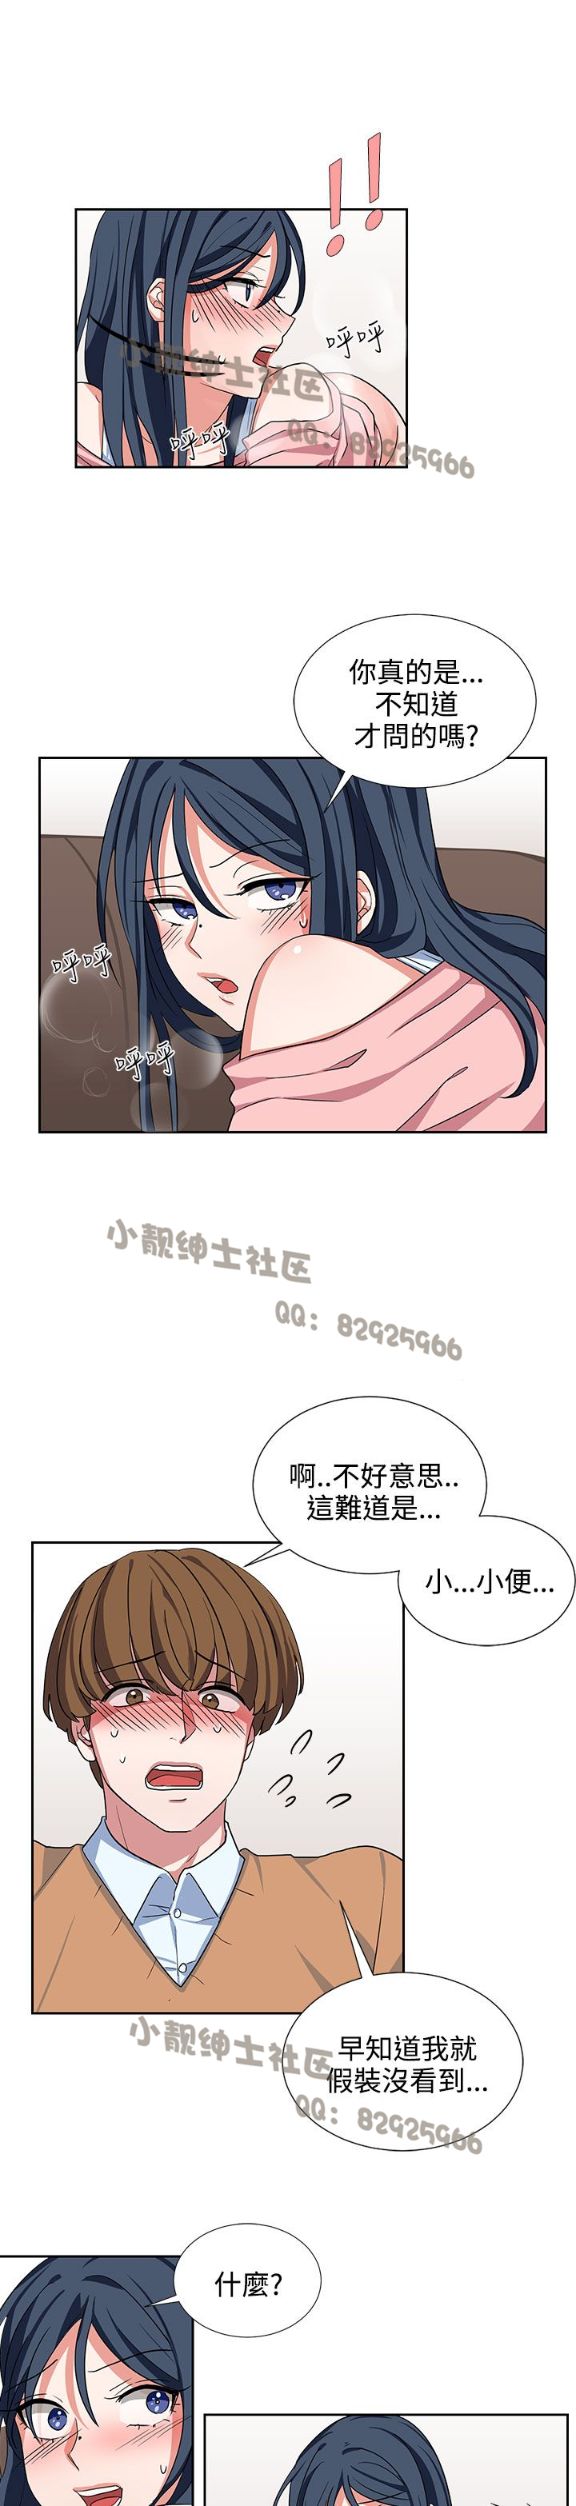 !!
呼呼
小靓绅士社区
QQ: 82925966
呼呼
你真的是...
不知道
才問的嗎?
呼呼
呼呼
小靓绅士社区
QQ: 82925966
啊..不好意思..
這難道是...
小...小便...
小靓绅士社区
早知道我就
假裝沒看到...
QQ: 82925966
什麼?